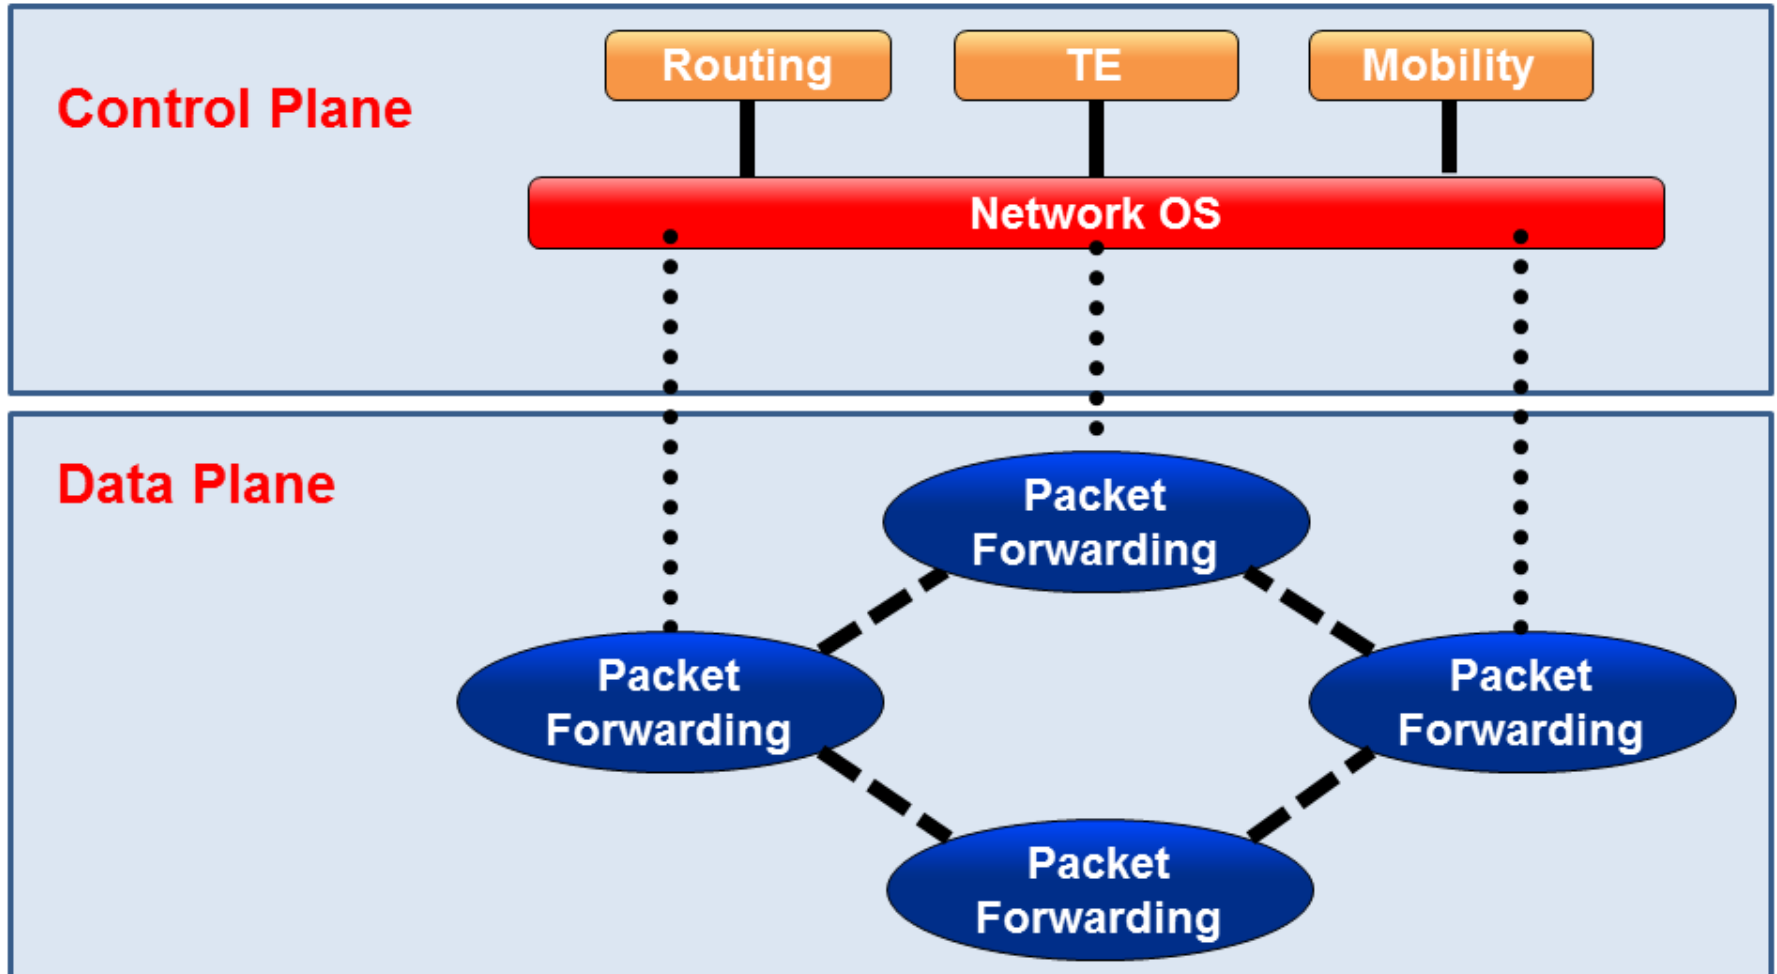 Control Plane
Routing
TE
Mobility
Network OS
Data Plane
Packet
Forwarding
Packet
Forwarding
Packet
Forwarding
Packet
Forwarding